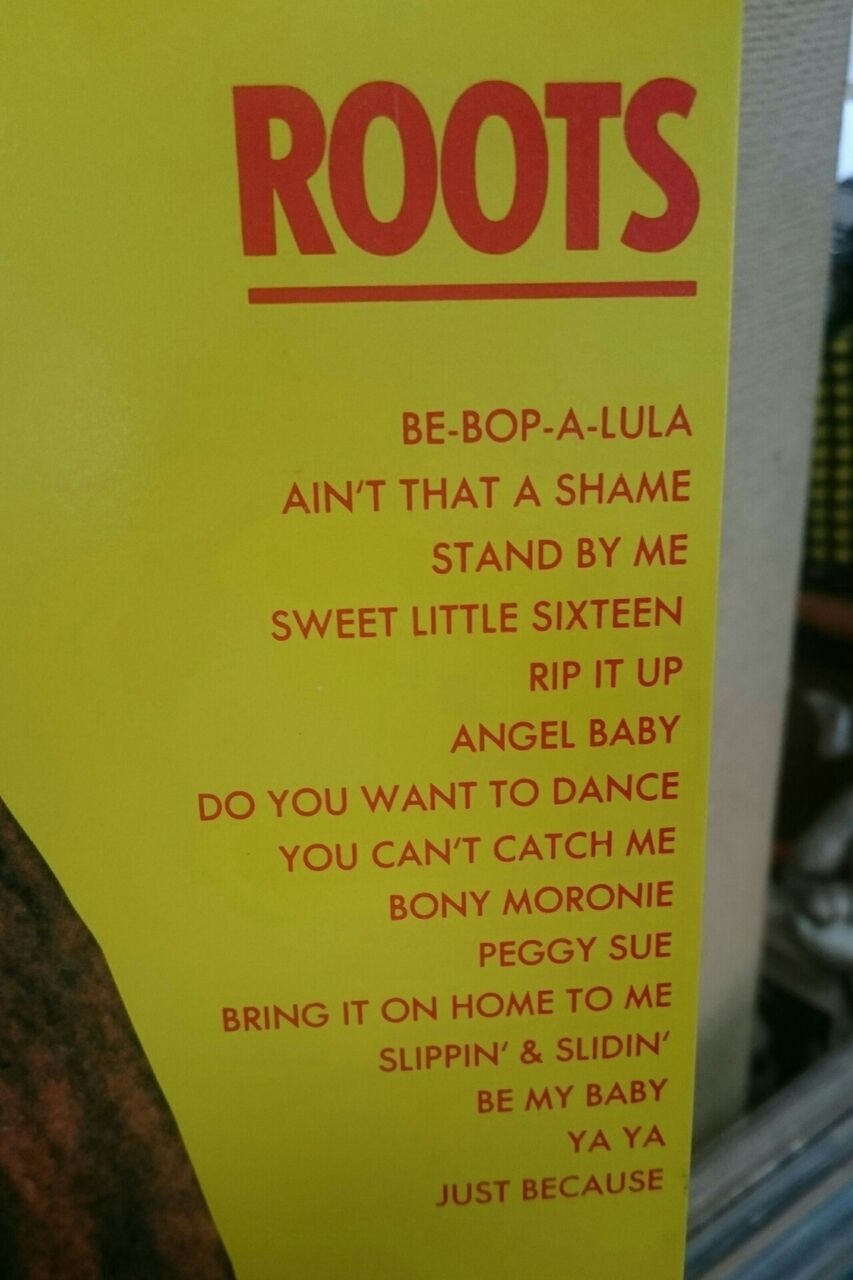 ROOTS
BE-BOP-A-LULA
AIN'T THAT A SHAME
STAND BY ME
SWEET LITTLE SIXTEEN
RIP IT UP
ANGEL BABY
DO YOU WANT TO DANCE
YOU CAN'T CATCH ME
BONY MORONIE
PEGGY SUE
BRING IT ON HOME TO ME
SLIPPIN' & SLIDIN'
BE MY BABY
YA YA
JUST BECAUSE